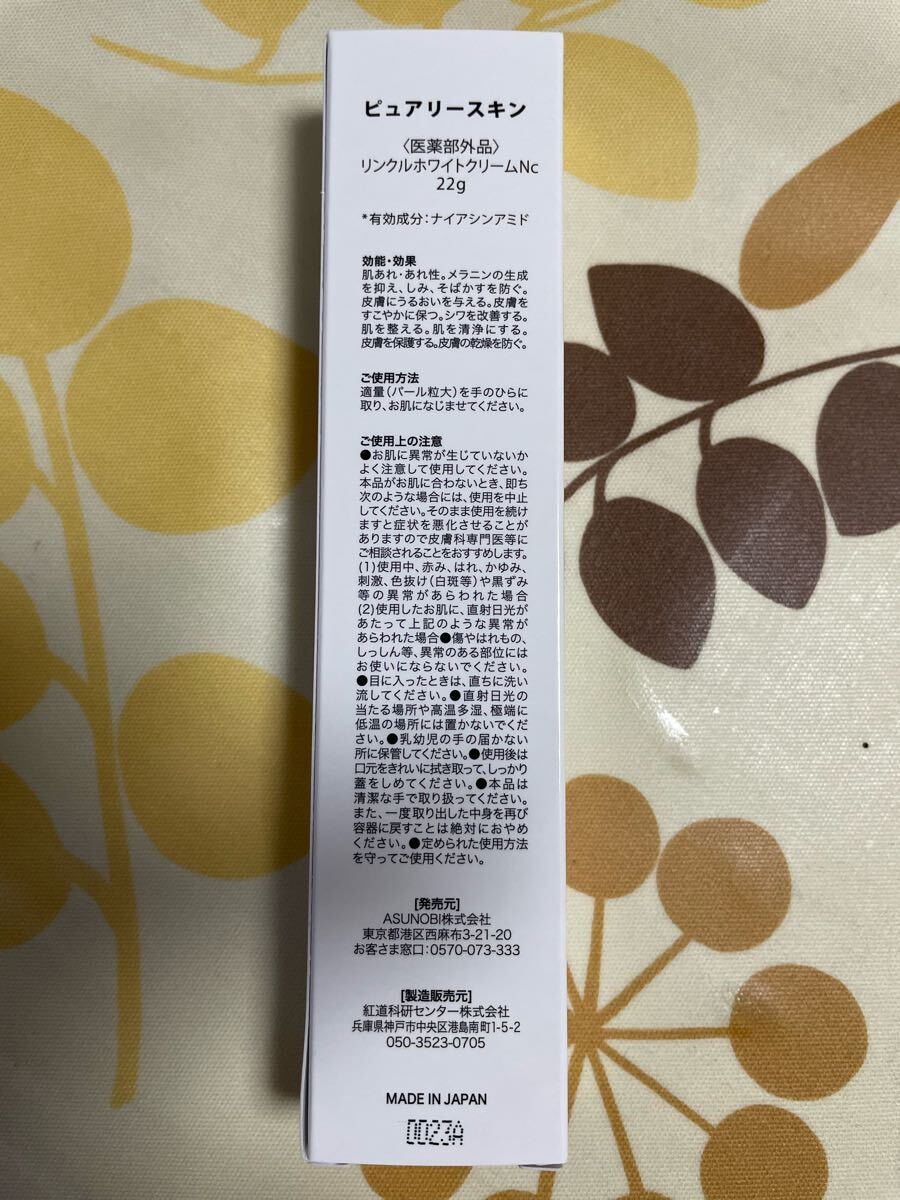 ピュアリースキン
〈医薬部外品〉
リンクルホワイトクリームNc
22g
*有効成分:ナイアシンアミド
効能・効果
肌あれ・あれ性。メラニンの生成
を抑え、しみ、そばかすを防ぐ。
皮膚にうるおいを与える。皮膚を
すこやかに保つ。シワを改善する。
肌を整える。肌を清浄にする。
皮膚を保護する。皮膚の乾燥を防ぐ。
ご使用方法
適量(パール粒大)を手のひらに
取り、お肌になじませてください。
ご使用上の注意
●お肌に異常が生じていないか
よく注意して使用してください。
本品がお肌に合わないとき、即ち
次のような場合には、使用を中止
してください。そのまま使用を続け
ますと症状を悪化させることが
ありますので皮膚科専門医等に
ご相談されることをおすすめします。
(1)使用中、赤み、はれ、かゆみ、
刺激、色抜け(白斑等)や黒ずみ
等の異常があらわれた場合
(2)使用したお肌に、直射日光が
あたって上記のような異常が
あらわれた場合●傷やはれもの、
しっしん等、異常のある部位には
お使いにならないでください。
●目に入ったときは、直ちに洗い
流してください。●直射日光の
当たる場所や高温多湿、極端に
低温の場所には置かないでくだ
さい。●乳幼児の手の届かない
所に保管してください。●使用後は
口元をきれいに拭き取って、しっかり
蓋をしめてください。●本品は
清潔な手で取り扱ってください。
また、一度取り出した中身を再び
容器に戻すことは絶対におやめ
ください。●定められた使用方法
を守ってご使用ください。
[発売元]
ASUNOBI株式会社
東京都港区西麻布3-21-20
お客さま窓口:0570-073-333
[製造販売元]
紅道科研センター株式会社
兵庫県神戸市中央区港島南町1-5-2
050-3523-0705
MADE IN JAPAN
0023A